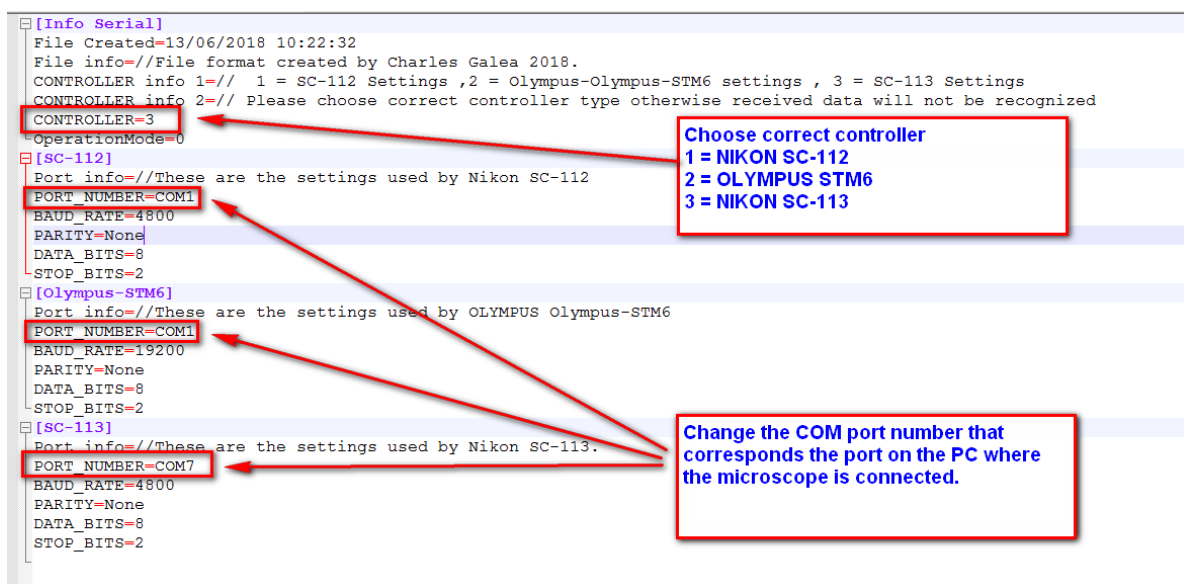 [Info Serial]
File Created=13/06/2018 10:22:32
File info=//File format created by Charles Galea 2018.
CONTROLLER info 1=//  1 = SC-112 Settings ,2 = Olympus-Olympus-STM6 settings , 3 = SC-113 Settings
CONTROLLER info 2=// Please choose correct controller type otherwise received data will not be recognized
CONTROLLER=3
OperationMode=0
[SC-112]
Port info=//These are the settings used by Nikon SC-112
PORT_NUMBER=COM1
BAUD_RATE=4800
PARITY=None
DATA_BITS=8
STOP_BITS=2
[Olympus-STM6]
Port info=//These are the settings used by OLYMPUS Olympus-STM6
PORT_NUMBER=COM1
BAUD_RATE=19200
PARITY=None
DATA_BITS=8
STOP_BITS=2
[SC-113]
Port info=//These are the settings used by Nikon SC-113.
PORT_NUMBER=COM7
BAUD_RATE=4800
PARITY=None
DATA_BITS=8
STOP_BITS=2
Choose correct controller
1 = NIKON SC-112
2 = OLYMPUS STM6
3 = NIKON SC-113
Change the COM port number that
corresponds the port on the PC where
the microscope is connected.